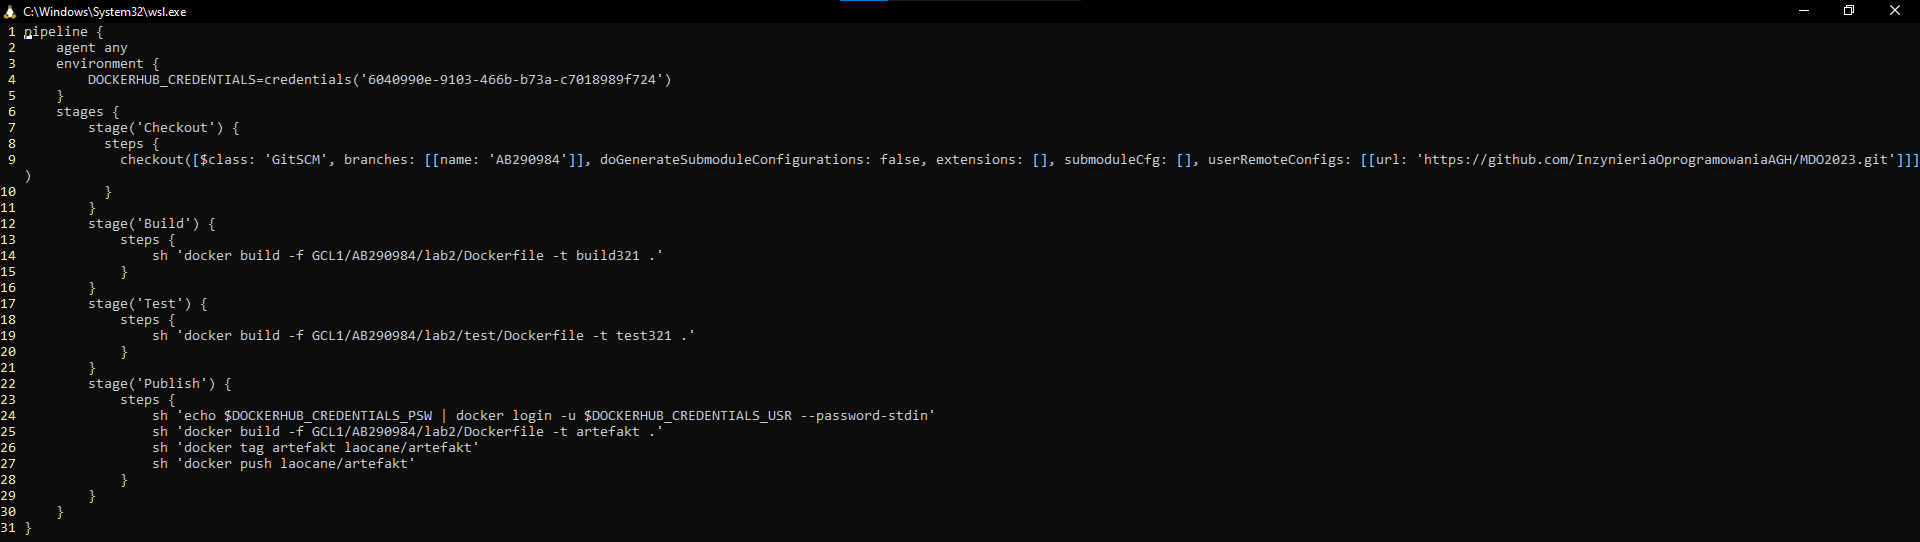 C:\Windows\System32\wsl.exe
1 pipeline {
2     agent any
3     environment {
4         DOCKERHUB_CREDENTIALS=credentials('6040990e-9103-466b-b73a-c7018989f724')
5     }
6     stages {
7         stage('Checkout') {
8           steps {
9             checkout([$class: 'GitSCM', branches: [[name: 'AB290984']], doGenerateSubmoduleConfigurations: false, extensions: [], submoduleCfg: [], userRemoteConfigs: [[url: 'https://github.com/InzynieriaOprogramowaniaAGH/MDO2023.git']]]
)
10           }
11         }
12         stage('Build') {
13             steps {
14                 sh 'docker build -f GCL1/AB290984/lab2/Dockerfile -t build321 .'
15             }
16         }
17         stage('Test') {
18             steps {
19                 sh 'docker build -f GCL1/AB290984/lab2/test/Dockerfile -t test321 .'
20             }
21         }
22         stage('Publish') {
23             steps {
24                 sh 'echo $DOCKERHUB_CREDENTIALS_PSW | docker login -u $DOCKERHUB_CREDENTIALS_USR --password-stdin'
25                 sh 'docker build -f GCL1/AB290984/lab2/Dockerfile -t artefakt .'
26                 sh 'docker tag artefakt laocane/artefakt'
27                 sh 'docker push laocane/artefakt'
28             }
29         }
30     }
31 }